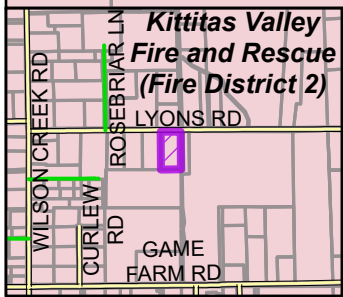 Kittitas Valley
Fire and Rescue
(Fire District 2)
ROSEBRIAR LN
LYONS RD
WILSON CREEK RD
CURLEW
RD
GAME
FARM RD